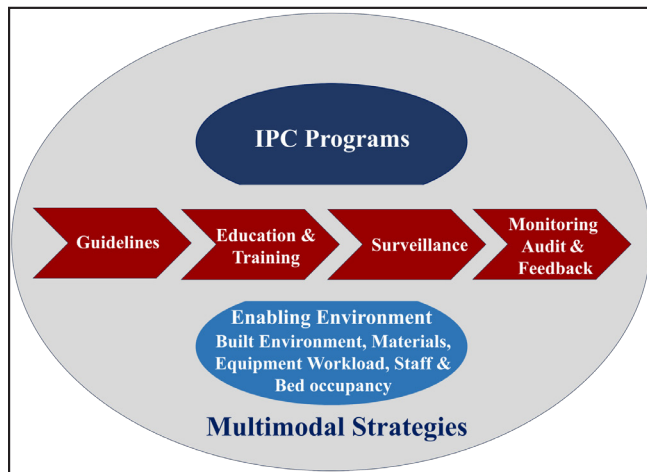 IPC Programs
Guidelines
Education &
Training
Surveillance
Monitoring
Audit &
Feedback
Enabling Environment
Built Environment, Materials,
Equipment Workload, Staff &
Bed occupancy
Multimodal Strategies